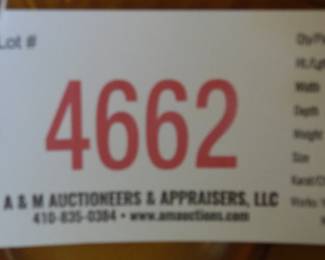 Lot #
4662
A & M AUCTIONEERS & APPRAISERS, LLC
410-835-0384 • www.amauctions.com
Width
Depth
Weight
Size